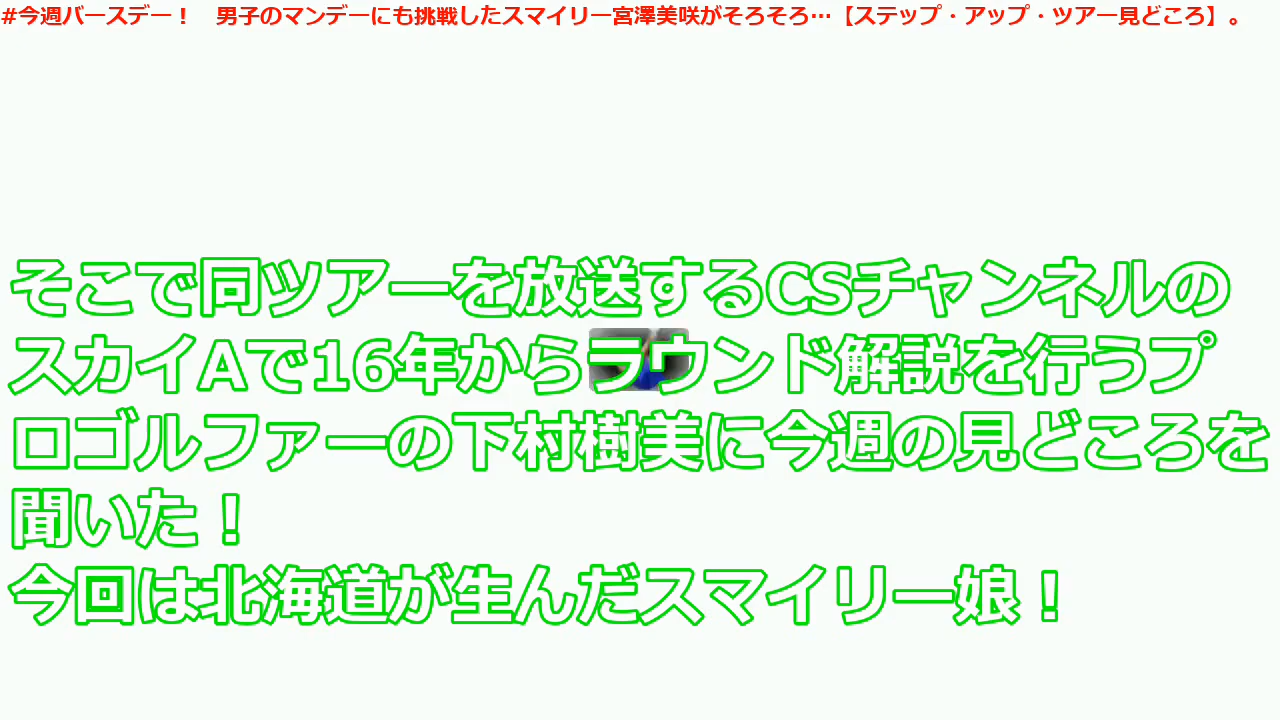 #今週バースデー！　男子のマンデーにも挑戦したスマイリー宮澤美咲がそろそろ…【ステップ・アップ・ツアー見どころ】。
そこで同ツアーを放送するCSチャンネルの
スカイAで16年からラウンド解説を行うプ
ロゴルファーの下村樹美に今週の見どころを
聞いた！
今回は北海道が生んだスマイリー娘！